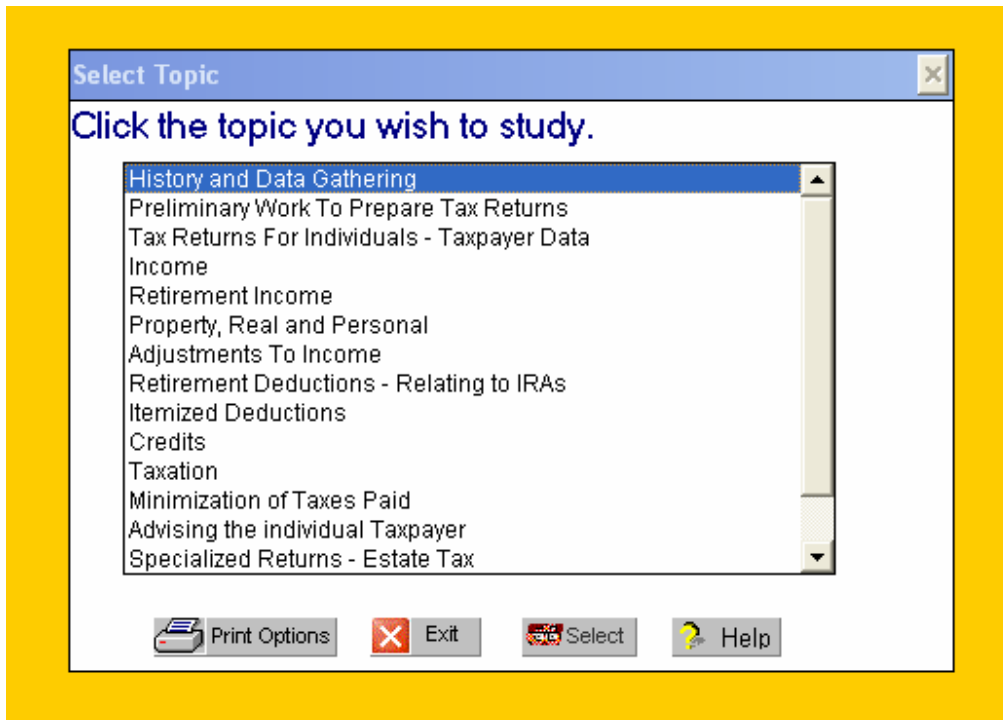 Select Topic
Click the topic you wish to study.
History and Data Gathering
Preliminary Work To Prepare Tax Returns
Tax Returns For Individuals - Taxpayer Data
Income
Retirement Income
Property, Real and Personal
Adjustments To Income
Retirement Deductions - Relating to IRAs
Itemized Deductions
Credits
Taxation
Minimization of Taxes Paid
Advising the individual Taxpayer
Specialized Returns - Estate Tax
Print Options Exit Select Help